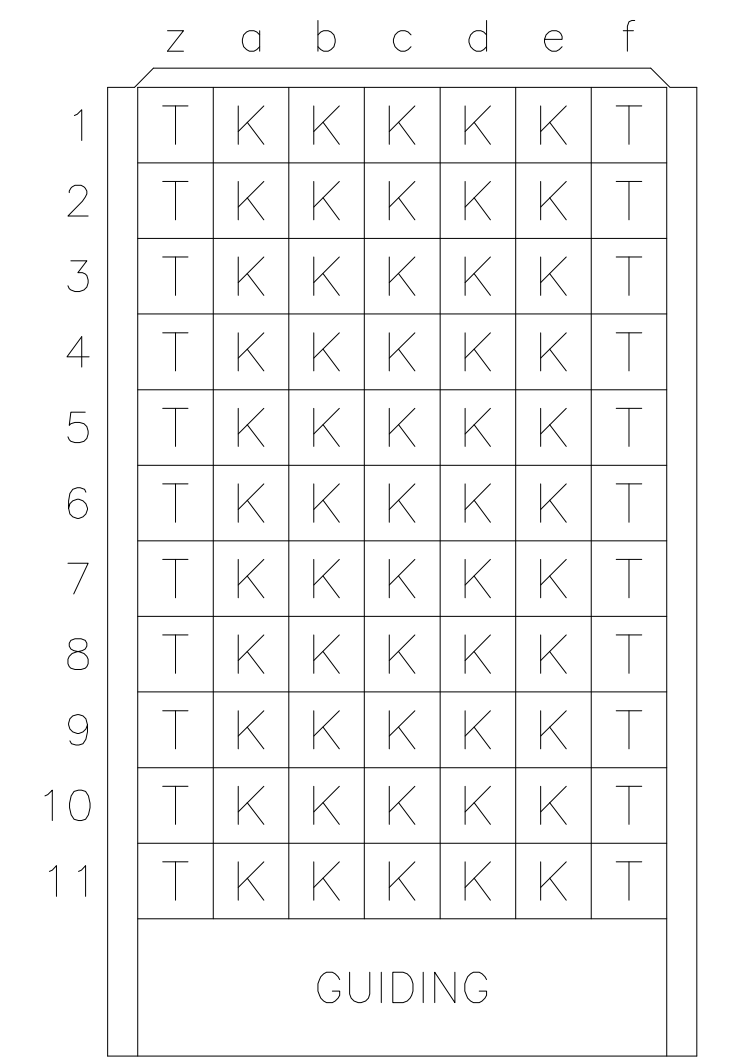 z a b c d e f
1 T K K K K K T
2 T K K K K K T
3 T K K K K K T
4 T K K K K K T
5 T K K K K K T
6 T K K K K K T
7 T K K K K K T
8 T K K K K K T
9 T K K K K K T
10 T K K K K K T
11 T K K K K K T
GUIDING